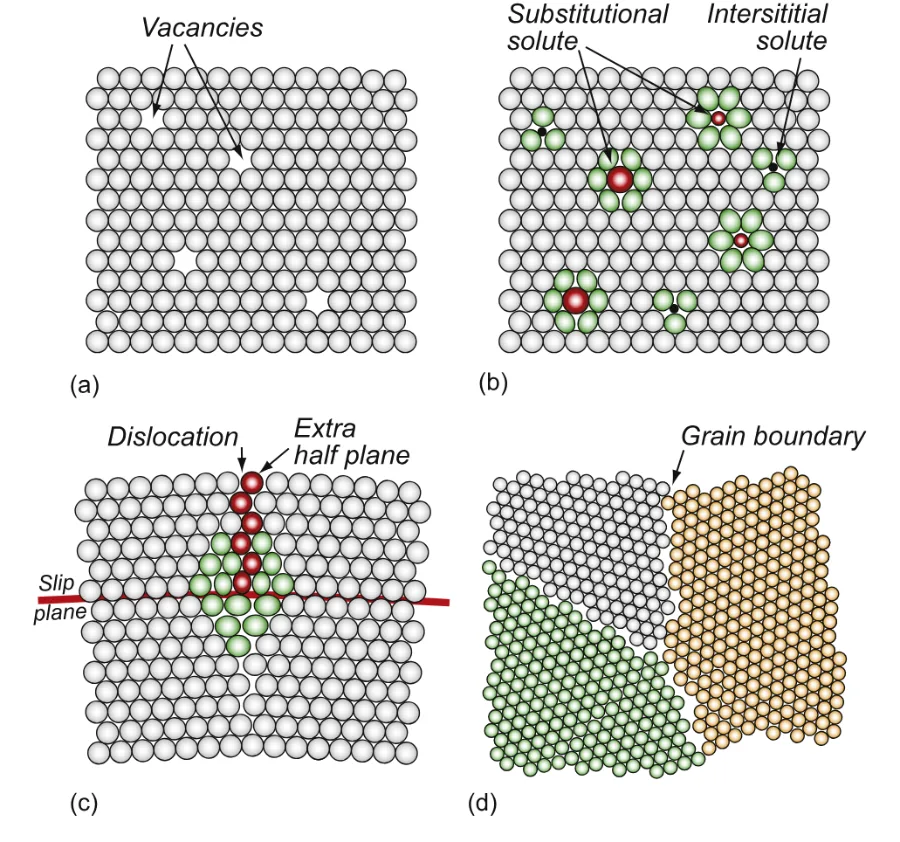 Vacancies
Substitutional
solute
Intersititial
solute
(a)
(b)
Dislocation
Extra
half plane
Grain boundary
Slip
plane
(c)
(d)